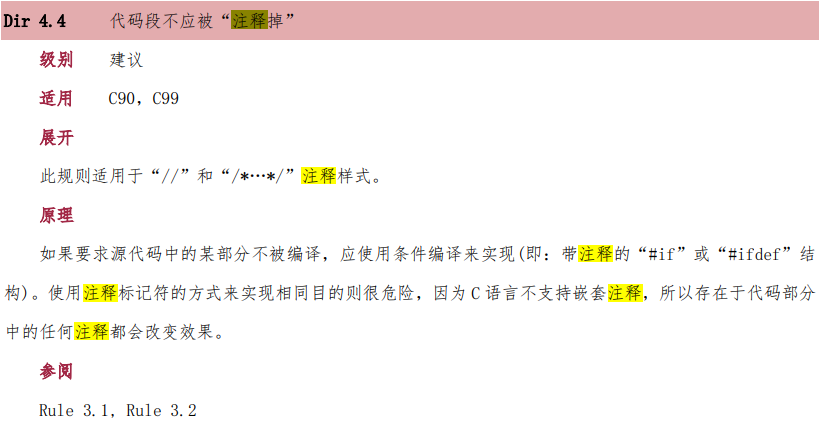 Dir 4.4 代码段不应被“注释掉”
级别 建议
适用 C90，C99
展开
此规则适用于“//”和“/*…*/”注释样式。
原理
如果要求源代码中的某部分不被编译，应使用条件编译来实现(即：带注释的“#if”或“#ifdef”结
构)。使用注释标记符的方式来实现相同目的则很危险，因为 C 语言不支持嵌套注释，所以存在于代码部分
中的任何注释都会改变效果。
参阅
Rule 3.1, Rule 3.2